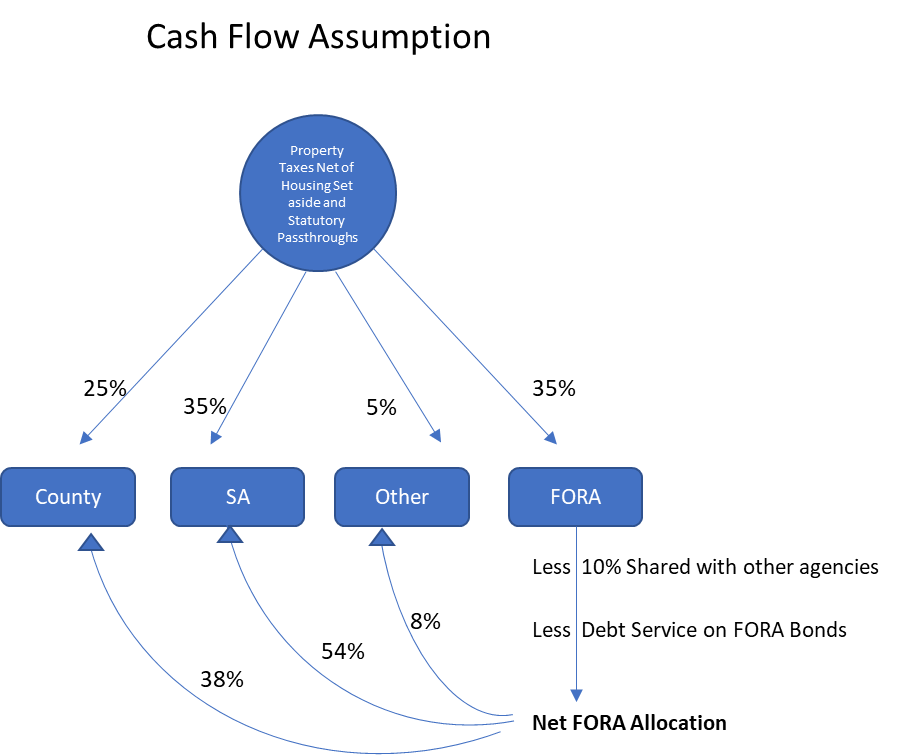 Cash Flow Assumption
Property
Taxes Net of
Housing Set
aside and
Statutory
Passthroughs
25%
35%
5%
35%
County
SA
Other
FORA
Less 10% Shared with other agencies
Less Debt Service on FORA Bonds
8%
54%
38%
Net FORA Allocation